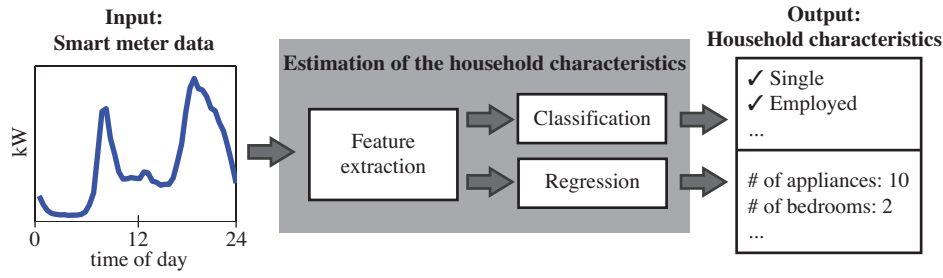 Input:
Smart meter data
kW
0
12
24
time of day
Estimation of the household characteristics
Feature
extraction
Classification
Regression
Output:
Household characteristics
✓ Single
✓ Employed
...
# of appliances: 10
# of bedrooms: 2
...